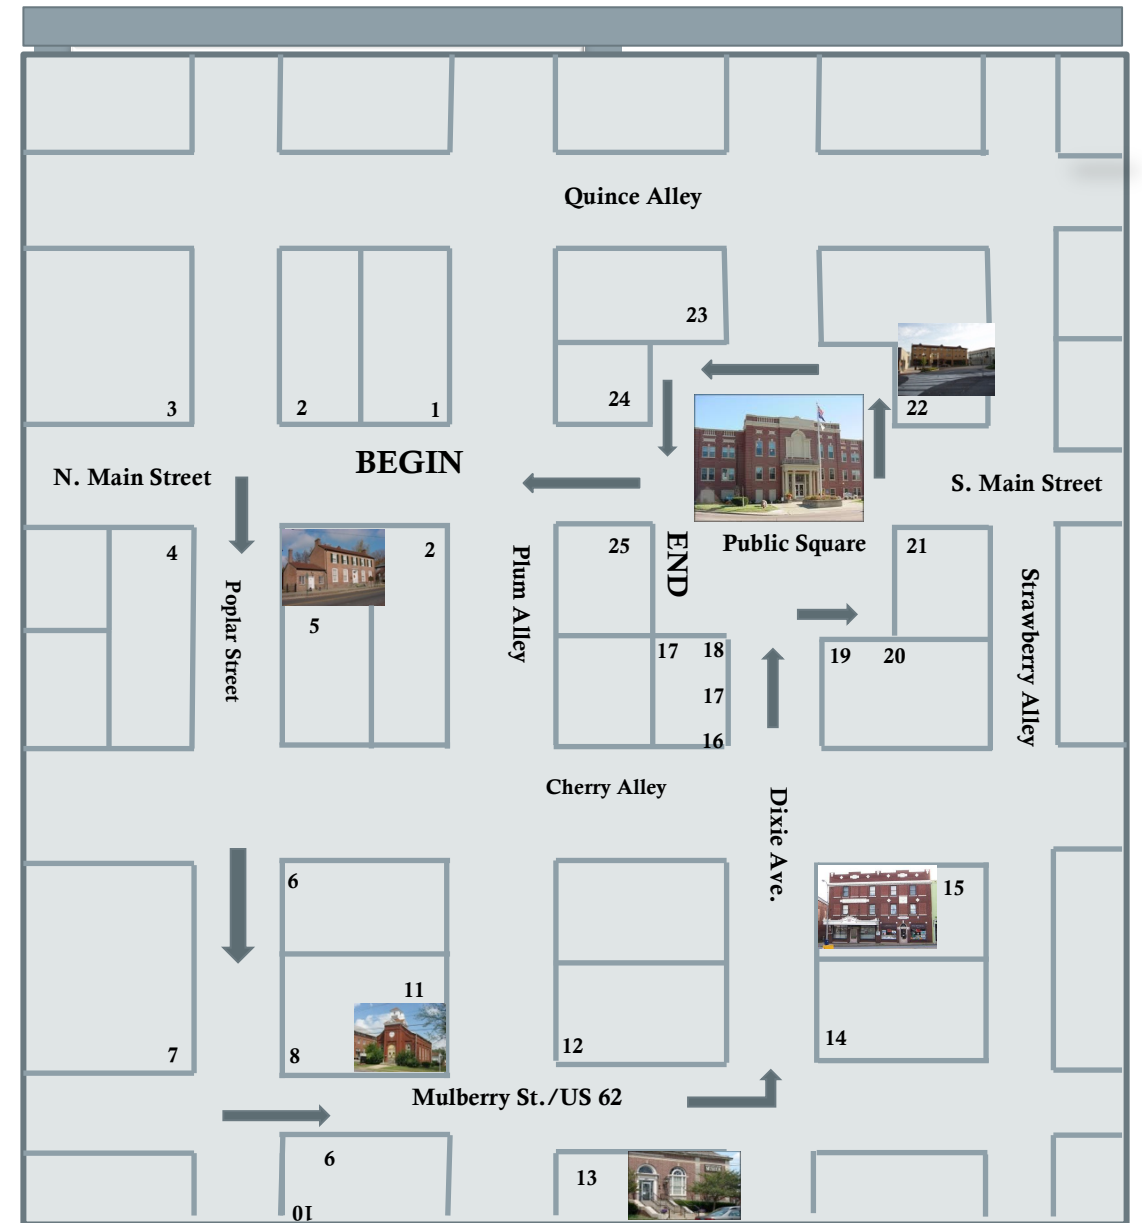 Quince Alley
23
3
2
1
24
22
BEGIN
N. Main Street
S. Main Street
4
2
25
Public Square
21
END
Plum Alley
Poplar Street
5
Strawberry Alley
17
18
19
20
17
16
Cherry Alley
Dixie Ave.
6
15
11
7
8
12
14
Mulberry St./US 62
9
13
10